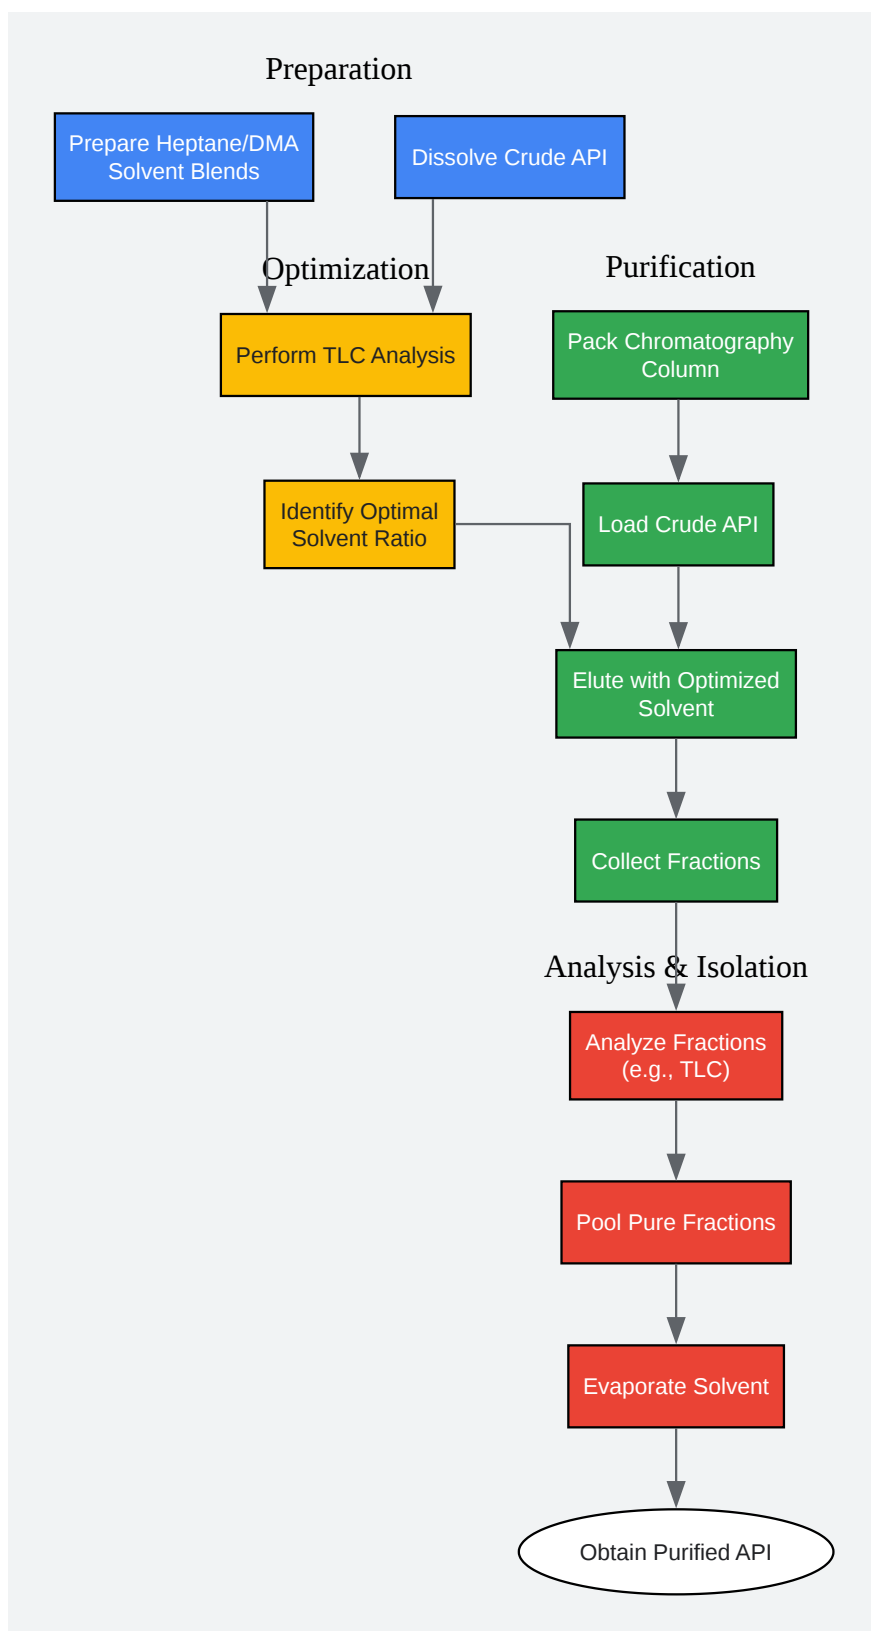 Preparation
Prepare Heptane/DMA
Solvent Blends
Dissolve Crude API
Optimization
Purification
Perform TLC Analysis
Pack Chromatography
Column
Identify Optimal
Solvent Ratio
Load Crude API
Elute with Optimized
Solvent
Collect Fractions
Analysis & Isolation
Analyze Fractions
(e.g., TLC)
Pool Pure Fractions
Evaporate Solvent
Obtain Purified API